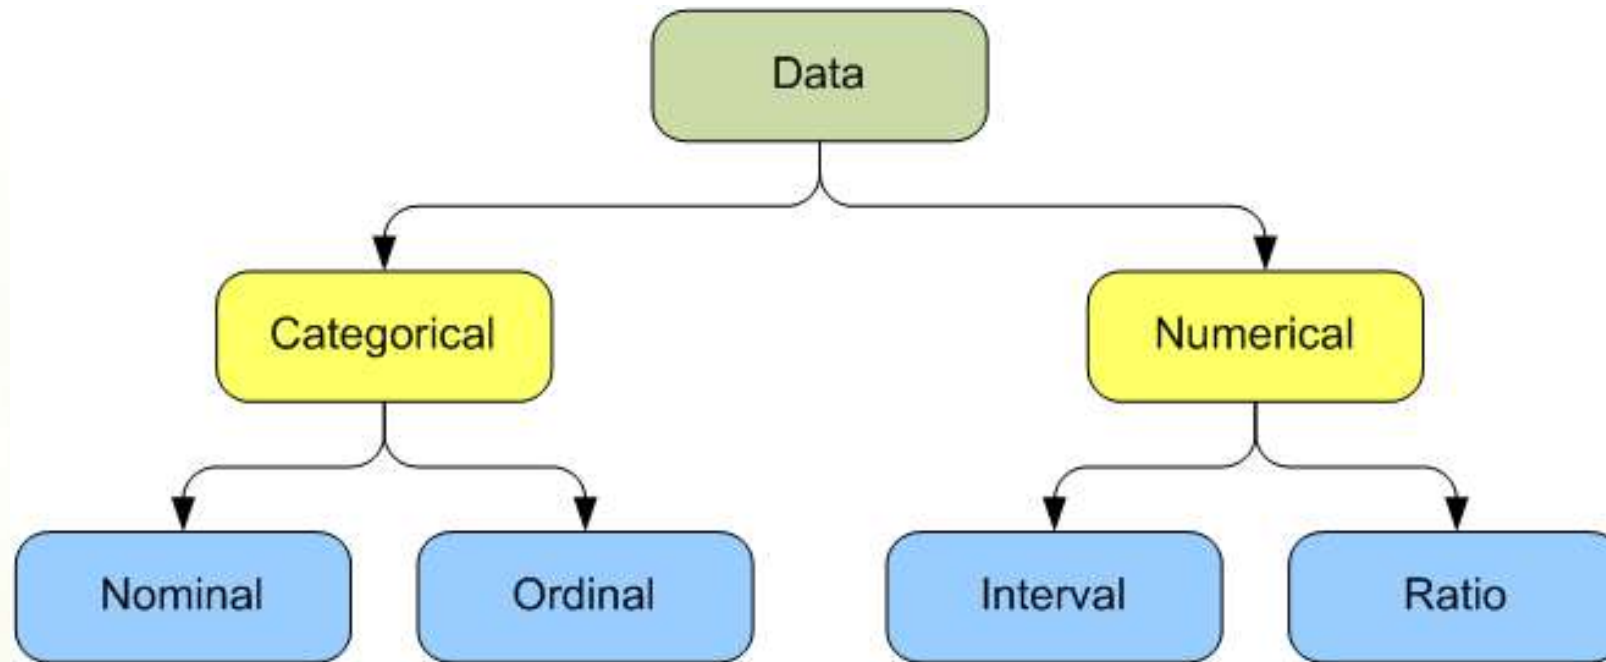 Data
Categorical
Numerical
Nominal
Ordinal
Interval
Ratio